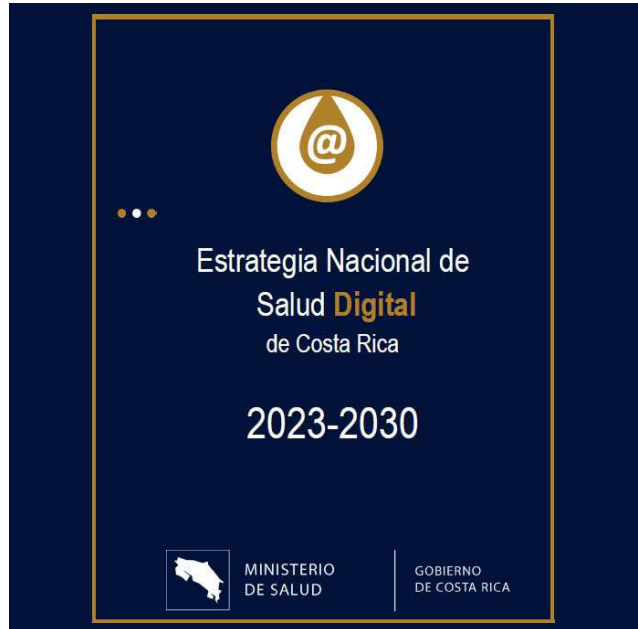 @
Estrategia Nacional de
Salud Digital
de Costa Rica
2023-2030
MINISTERIO
DE SALUD
GOBIERNO
DE COSTA RICA